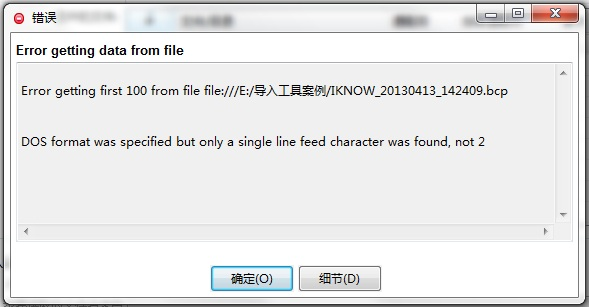 错误
Error getting data from file
Error getting first 100 from file file:///E:/导入工具案例/IKNOW_20130413_142409.bcp
DOS format was specified but only a single line feed character was found, not 2
确定(O)
细节(D)